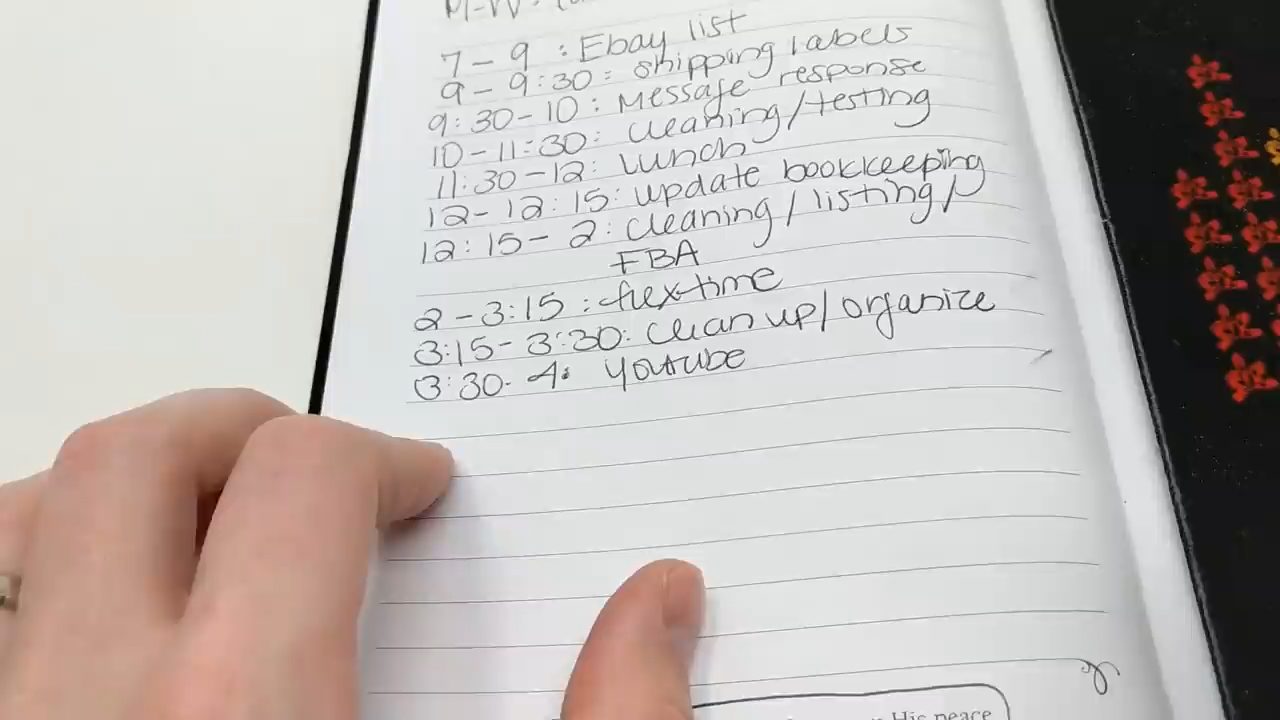 M-W:
7 - 9 : Ebay list
9 - 9:30 : shipping labels
9:30-10 : Message response
10-11:30: cleaning/testing
11:30-12: Lunch
12-12:15: update bookkeeping
12:15- 2: cleaning/listing/
FBA
2-3:15 : flex-time
3:15-3:30: clean up/organize
3:30- 4: Youtube
His peace